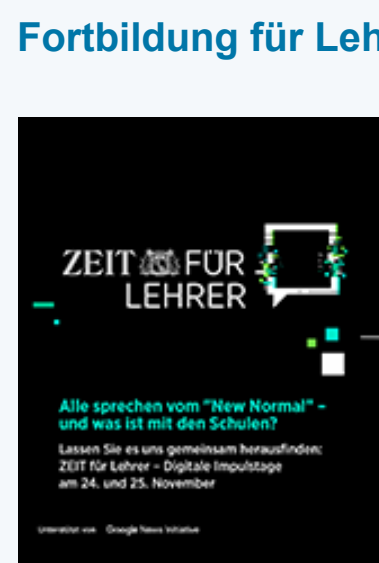 Fortbildung für Leh
ZEIT FÜR
LEHRER
Alle sprechen vom "New Normal" –
und was ist mit den Schulen?
Lassen Sie es uns gemeinsam herausfinden:
ZEIT für Lehrer – Digitale Impulstage
am 24. und 25. November
Unterstützt von Google News Initiative